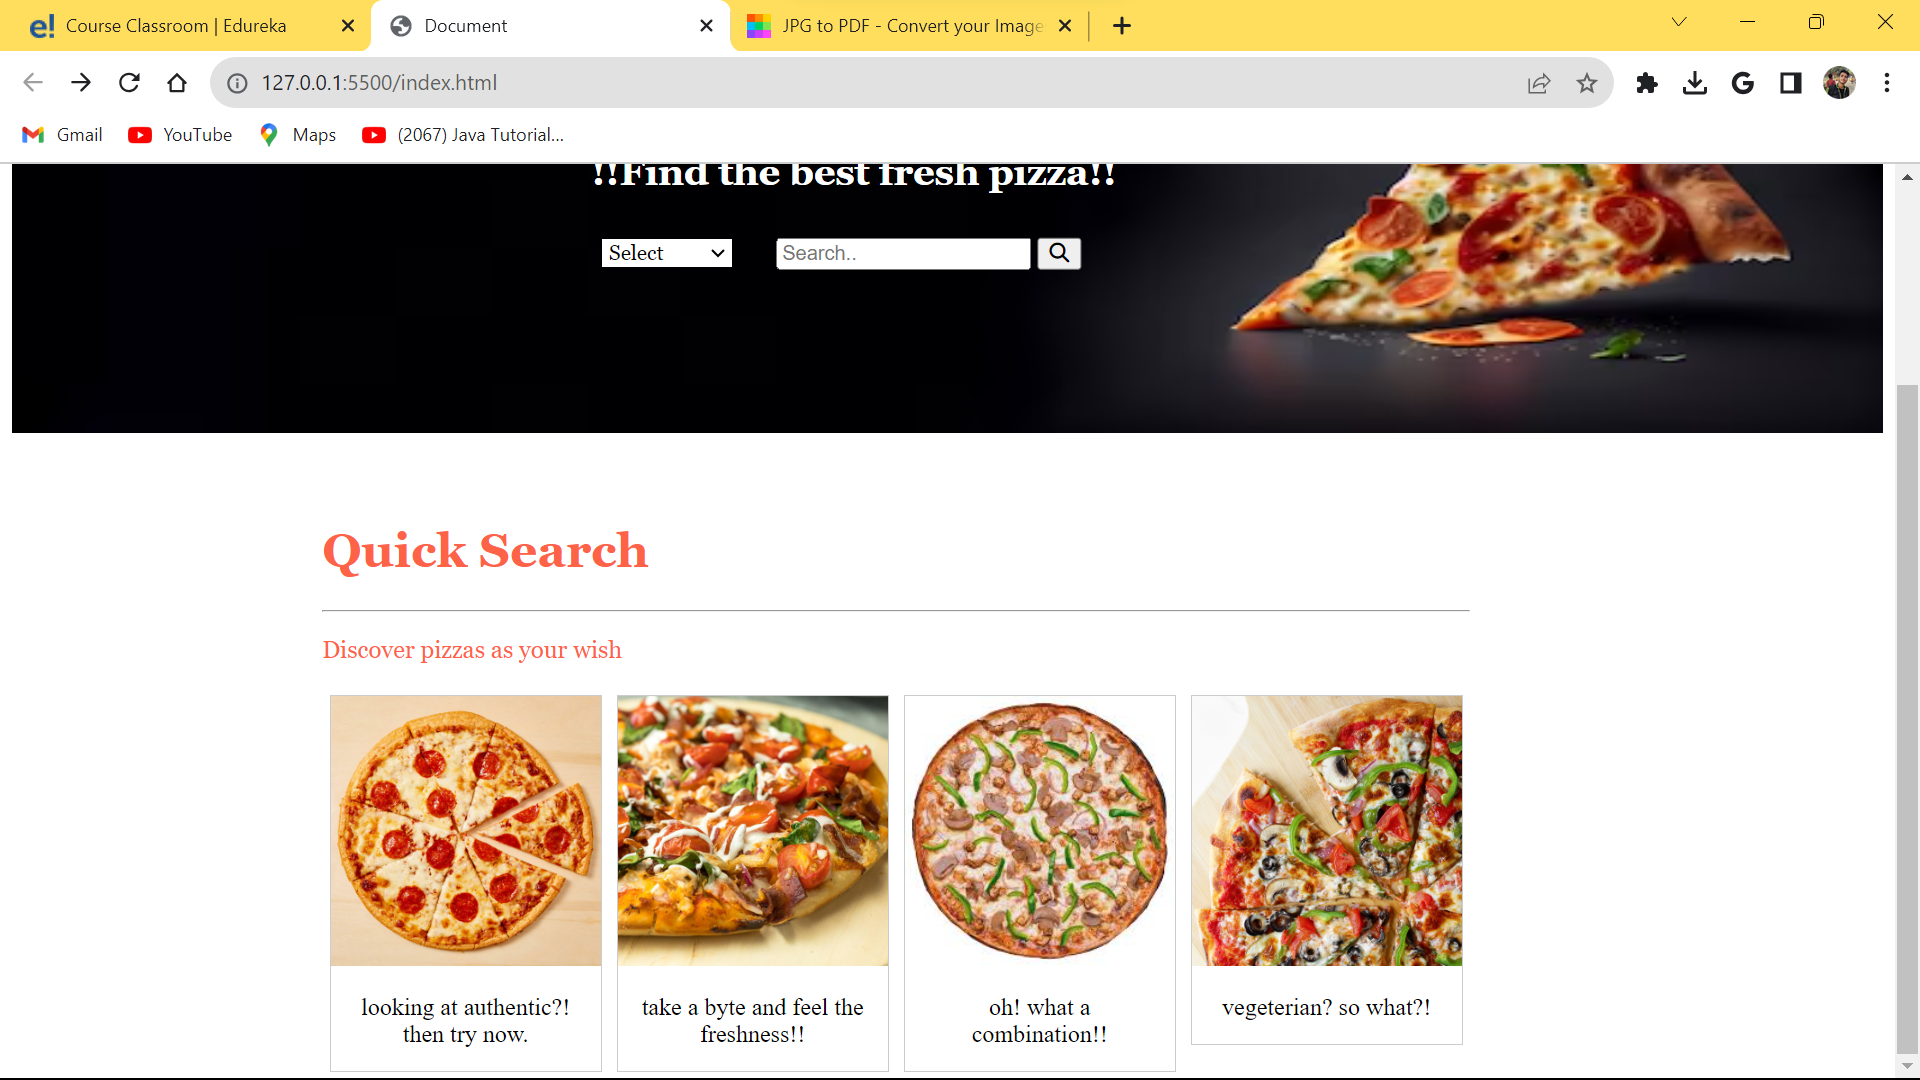 e! Course Classroom | Edureka
Document
JPG to PDF - Convert your Image
127.0.0.1:5500/index.html
G
Gmail
YouTube
Maps
(2067) Java Tutorial...
!!Find the best fresh pizza!!
Select
Search..
Quick Search
Discover pizzas as your wish
looking at authentic?!
then try now.
take a byte and feel the
freshness!!
oh! what a
combination!!
vegeterian? so what?!